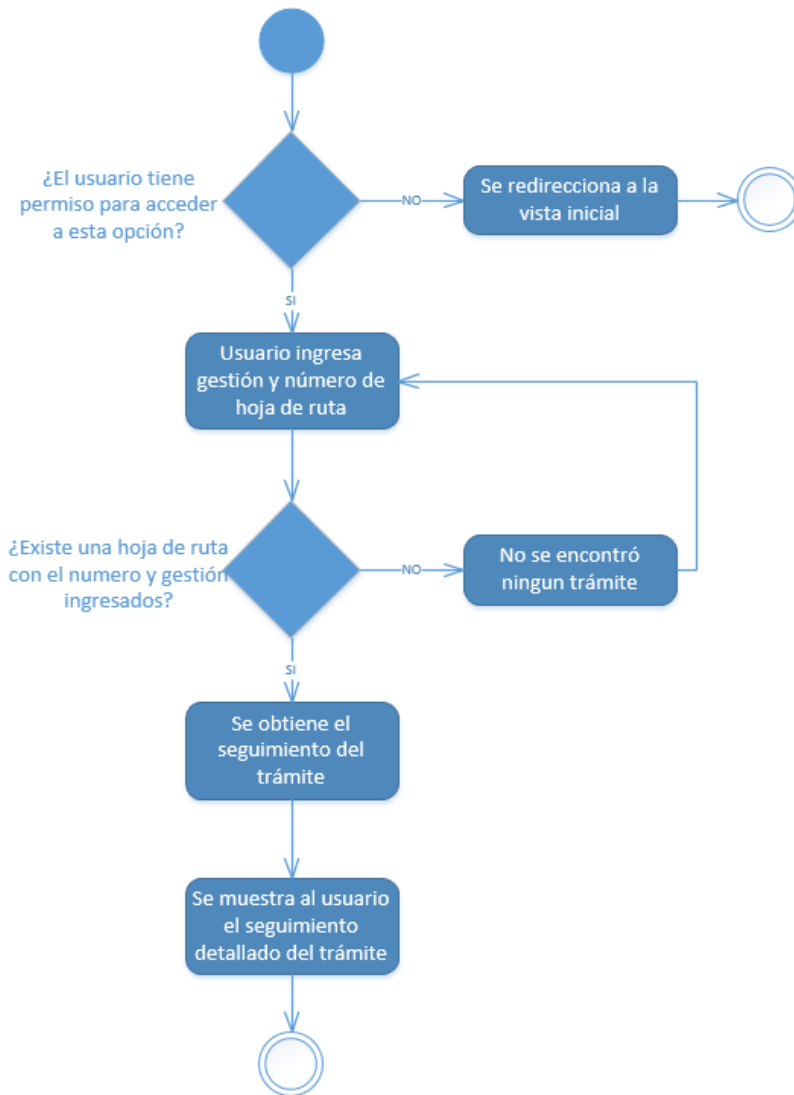 ¿El usuario tiene
permiso para acceder
a esta opción?
NO
Se redirecciona a la
vista inicial
SI
Usuario ingresa
gestión y número de
hoja de ruta
¿Existe una hoja de ruta
con el numero y gestión
ingresados?
NO
No se encontró
ningun trámite
SI
Se obtiene el
seguimiento del
trámite
Se muestra al usuario
el seguimiento
detallado del trámite